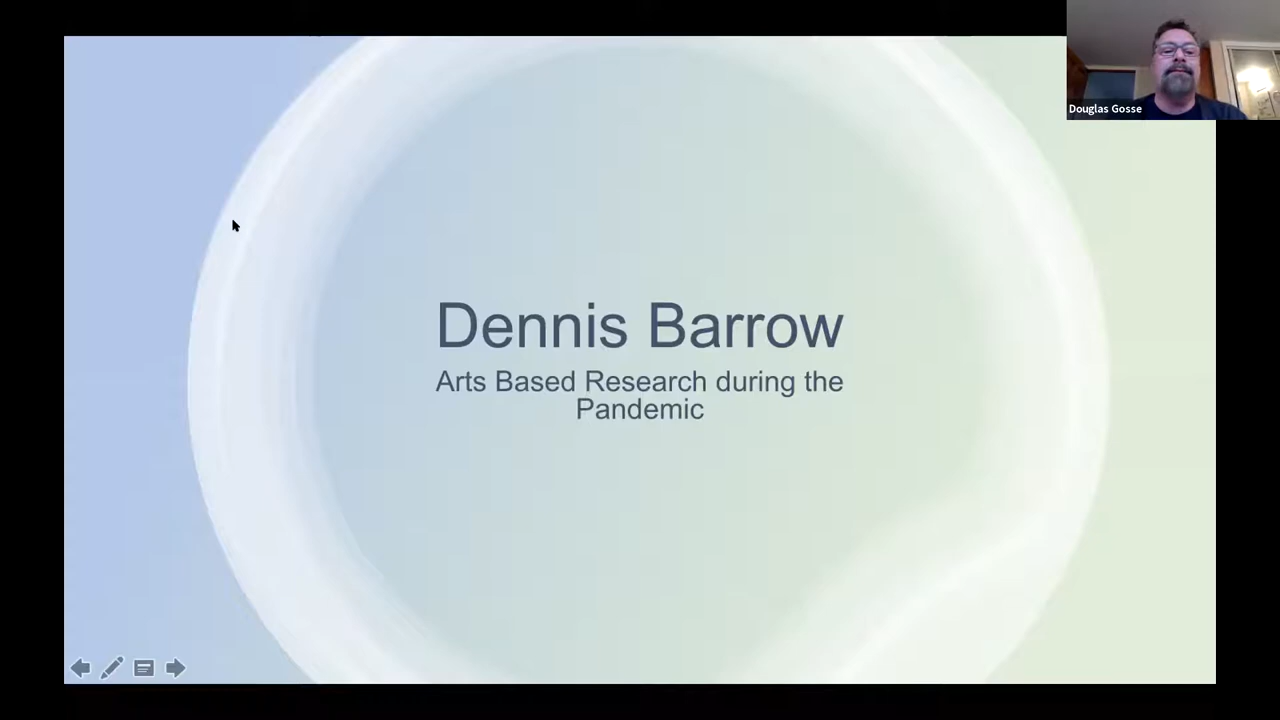 Douglas Gosse
Dennis Barrow
Arts Based Research during the
Pandemic